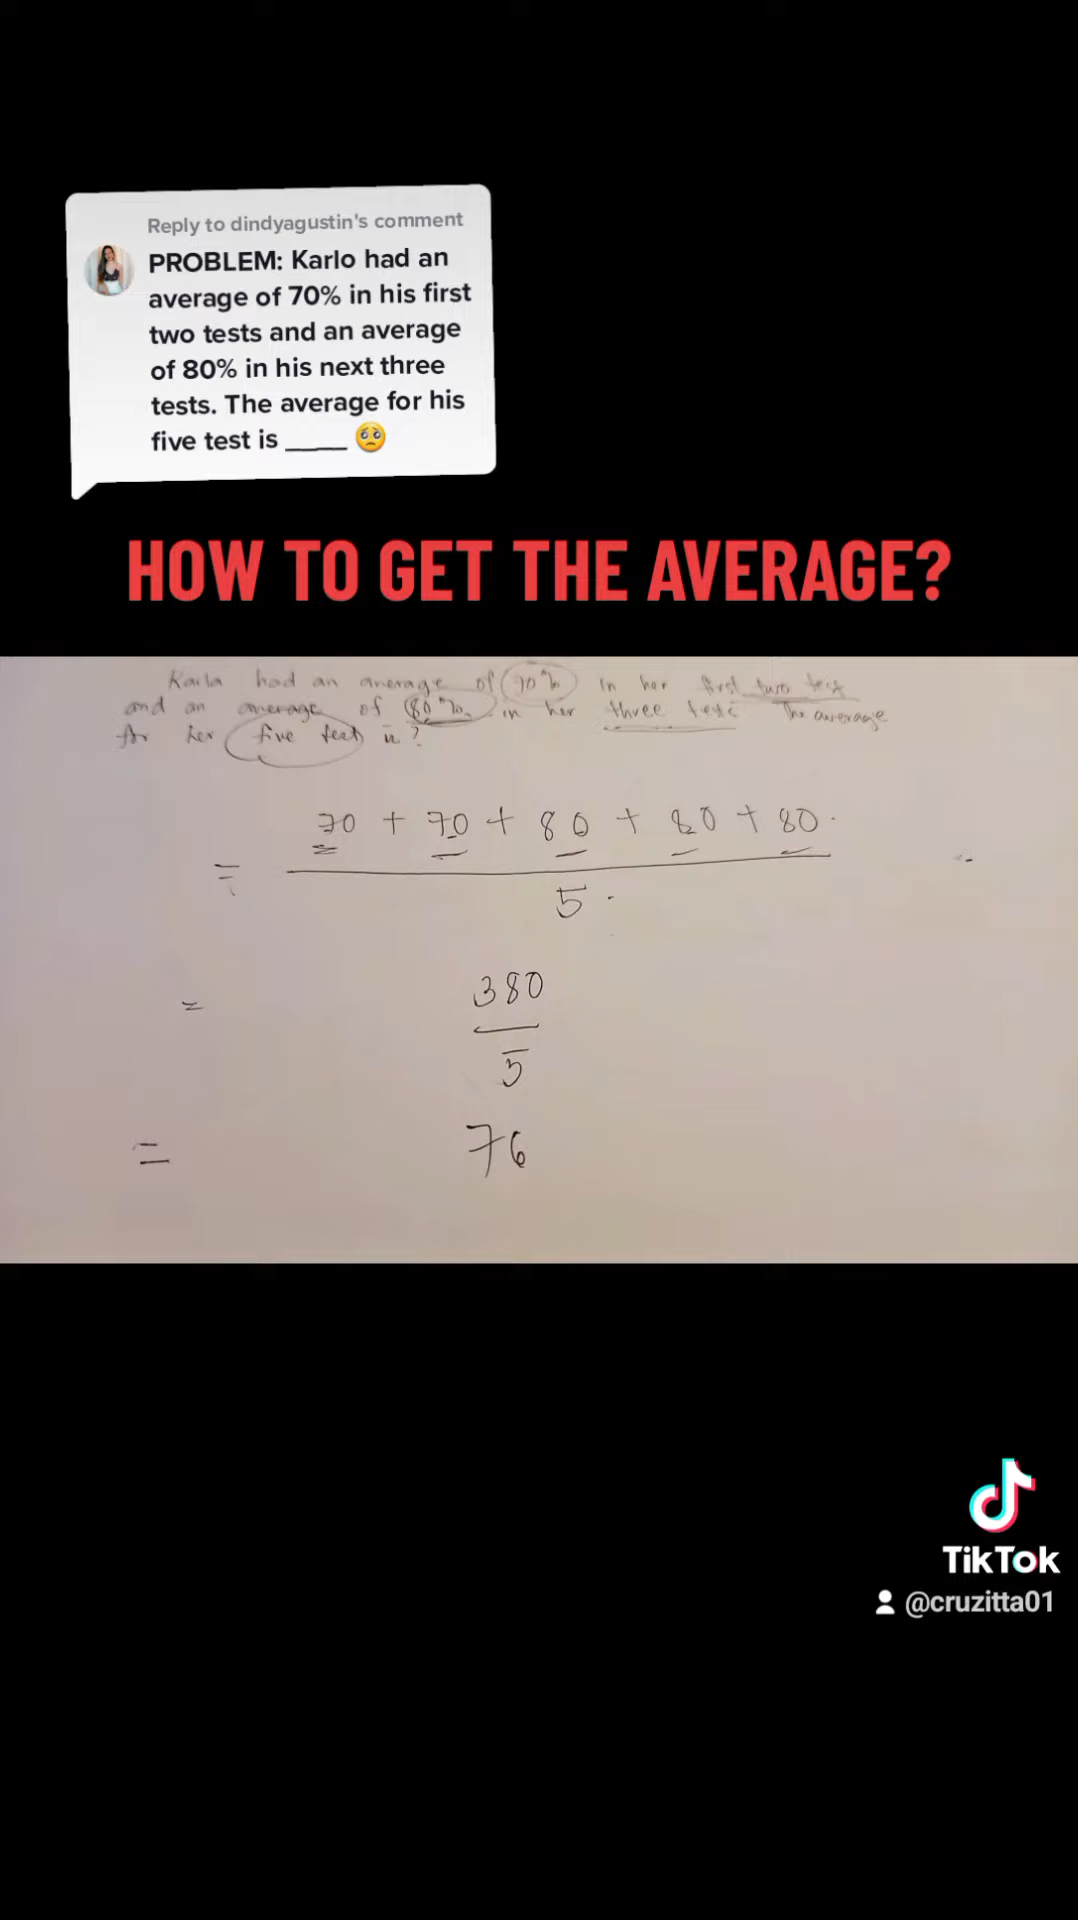 Reply to dindyagustin's comment
PROBLEM: Karlo had an
average of 70% in his first
two tests and an average
of 80% in his next three
tests. The average for his
five test is ____ 🥺
HOW TO GET THE AVERAGE?
Karla had an average of 70% in her first two test
and an average of 80%. in her three tests The average
for her five test is?
70 + 70 + 80 + 80 + 80.
=
5.
= 380
5
= 76
TikTok
@cruzitta01